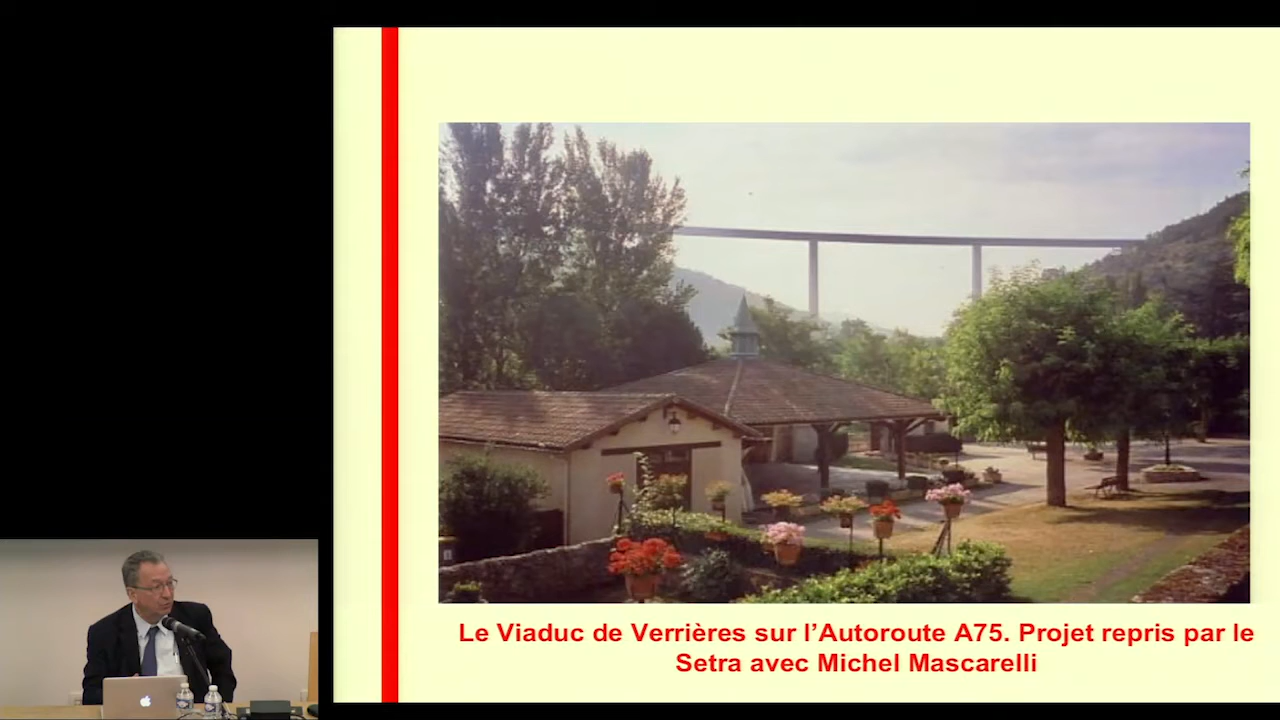 Le Viaduc de Verrières sur l’Autoroute A75. Projet repris par le
Setra avec Michel Mascarelli